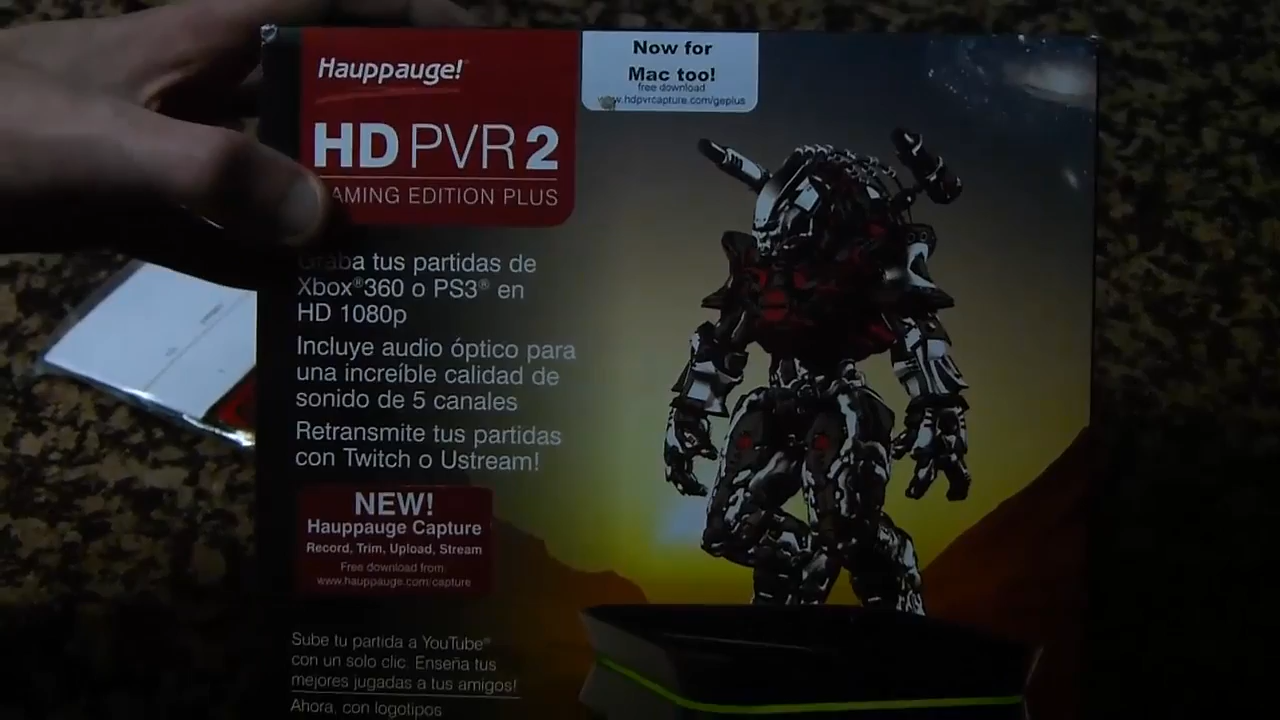 Hauppauge!
HD PVR 2
AMING EDITION PLUS
Now for
Mac too!
free download
w.hdpvrcapture.com/geplus
Graba tus partidas de
Xbox®360 o PS3® en
HD 1080p
Incluye audio óptico para
una increíble calidad de
sonido de 5 canales
Retransmite tus partidas
con Twitch o Ustream!
NEW!
Hauppauge Capture
Record, Trim, Upload, Stream
Free download from:
www.hauppauge.com/capture
Sube tu partida a YouTube®
con un solo clic. Enseña tus
mejores jugadas a tus amigos!
Ahora, con logotipos